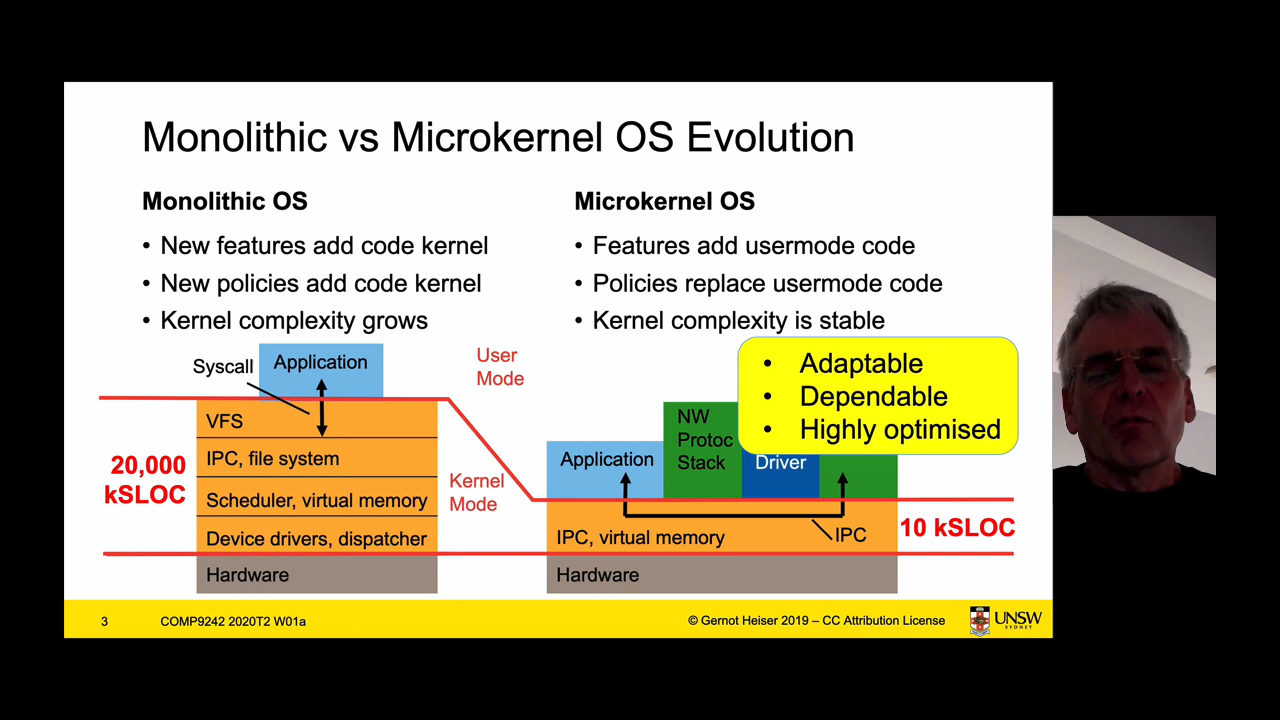 Monolithic vs Microkernel OS Evolution
Monolithic OS
• New features add code kernel
• New policies add code kernel
• Kernel complexity grows
Microkernel OS
• Features add usermode code
• Policies replace usermode code
• Kernel complexity is stable
• Adaptable
• Dependable
• Highly optimised
Syscall
Application
User
Mode
VFS
IPC, file system
Scheduler, virtual memory
Device drivers, dispatcher
Hardware
20,000
kSLOC
Kernel
Mode
Application
NW
Protoc
Stack
Driver
IPC, virtual memory
IPC
Hardware
10 kSLOC
3
COMP9242 2020T2 W01a
© Gernot Heiser 2019 – CC Attribution License
UNSW
SYDNEY